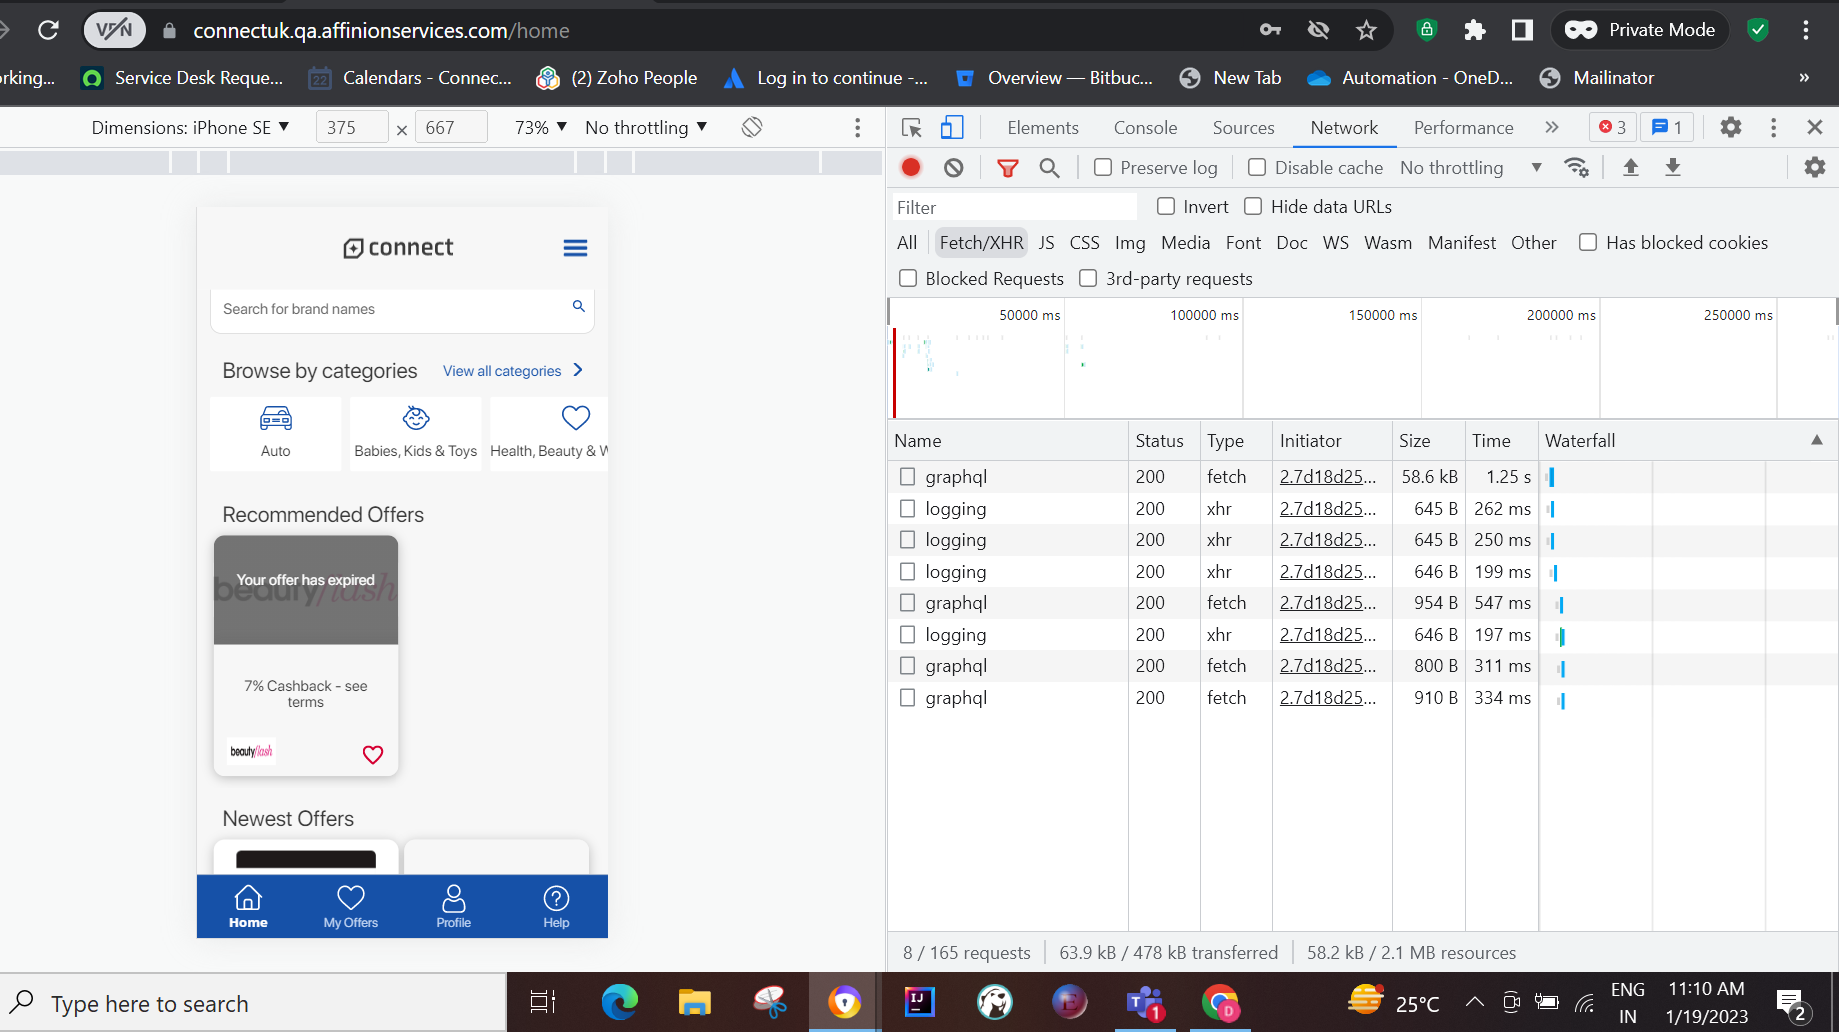 VPN connectuk.qa.affinionservices.com/home Private Mode
orking... Service Desk Reque... 22 Calendars - Connec... (2) Zoho People Log in to continue -... Overview — Bitbuc... New Tab Automation - OneD... Mailinator »
Dimensions: iPhone SE ▼ 375 × 667 73% ▼ No throttling ▼
Elements Console Sources Network Performance » 3 1
Preserve log Disable cache No throttling ▼
Filter Invert Hide data URLs
All Fetch/XHR JS CSS Img Media Font Doc WS Wasm Manifest Other Has blocked cookies
Blocked Requests 3rd-party requests
50000 ms 100000 ms 150000 ms 200000 ms 250000 ms
Name Status Type Initiator Size Time Waterfall
graphql 200 fetch 2.7d18d25... 58.6 kB 1.25 s
logging 200 xhr 2.7d18d25... 645 B 262 ms
logging 200 xhr 2.7d18d25... 645 B 250 ms
logging 200 xhr 2.7d18d25... 646 B 199 ms
graphql 200 fetch 2.7d18d25... 954 B 547 ms
logging 200 xhr 2.7d18d25... 646 B 197 ms
graphql 200 fetch 2.7d18d25... 800 B 311 ms
graphql 200 fetch 2.7d18d25... 910 B 334 ms
8 / 165 requests 63.9 kB / 478 kB transferred 58.2 kB / 2.1 MB resources
connect
Search for brand names
Browse by categories View all categories
Auto Babies, Kids & Toys Health, Beauty & W
Recommended Offers
Your offer has expired
beautyflash
7% Cashback - see
terms
beautyflash
Newest Offers
Home My Offers Profile Help
Type here to search
IJ
1
D
25°C
ENG
IN
11:10 AM
1/19/2023
2